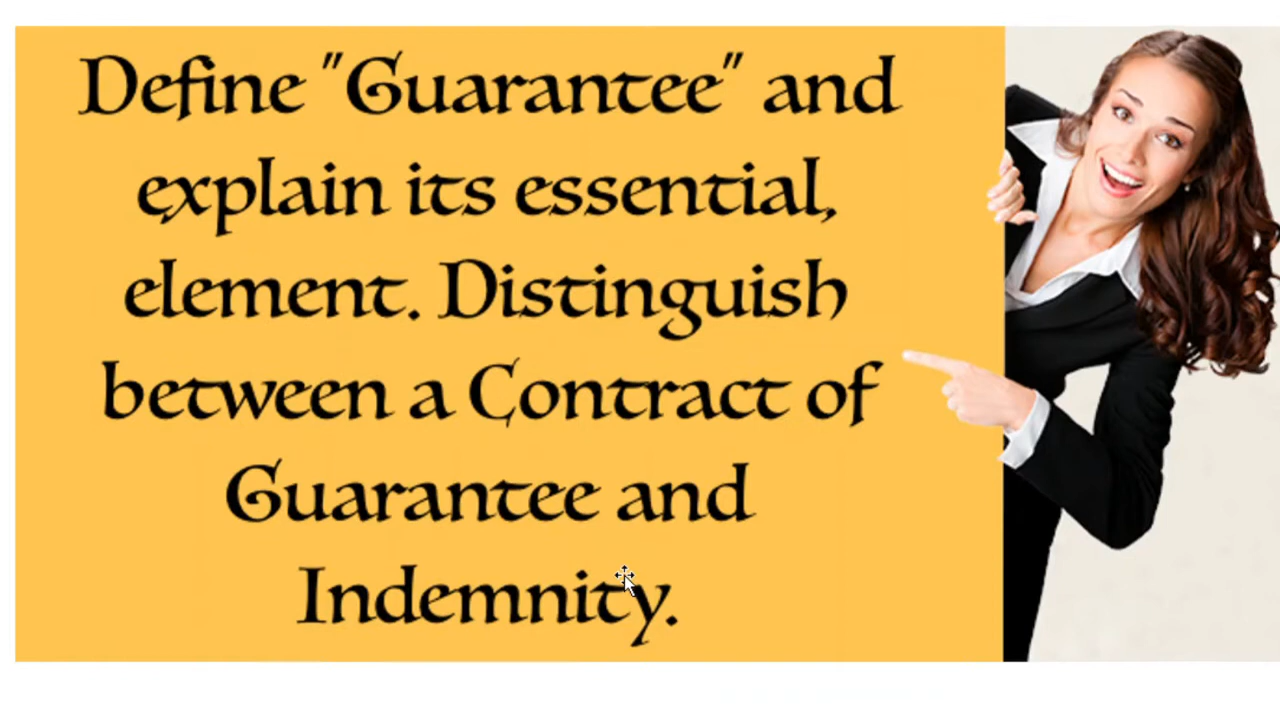 Define "Guarantee" and
explain its essential,
element. Distinguish
between a Contract of
Guarantee and
Indemnity.